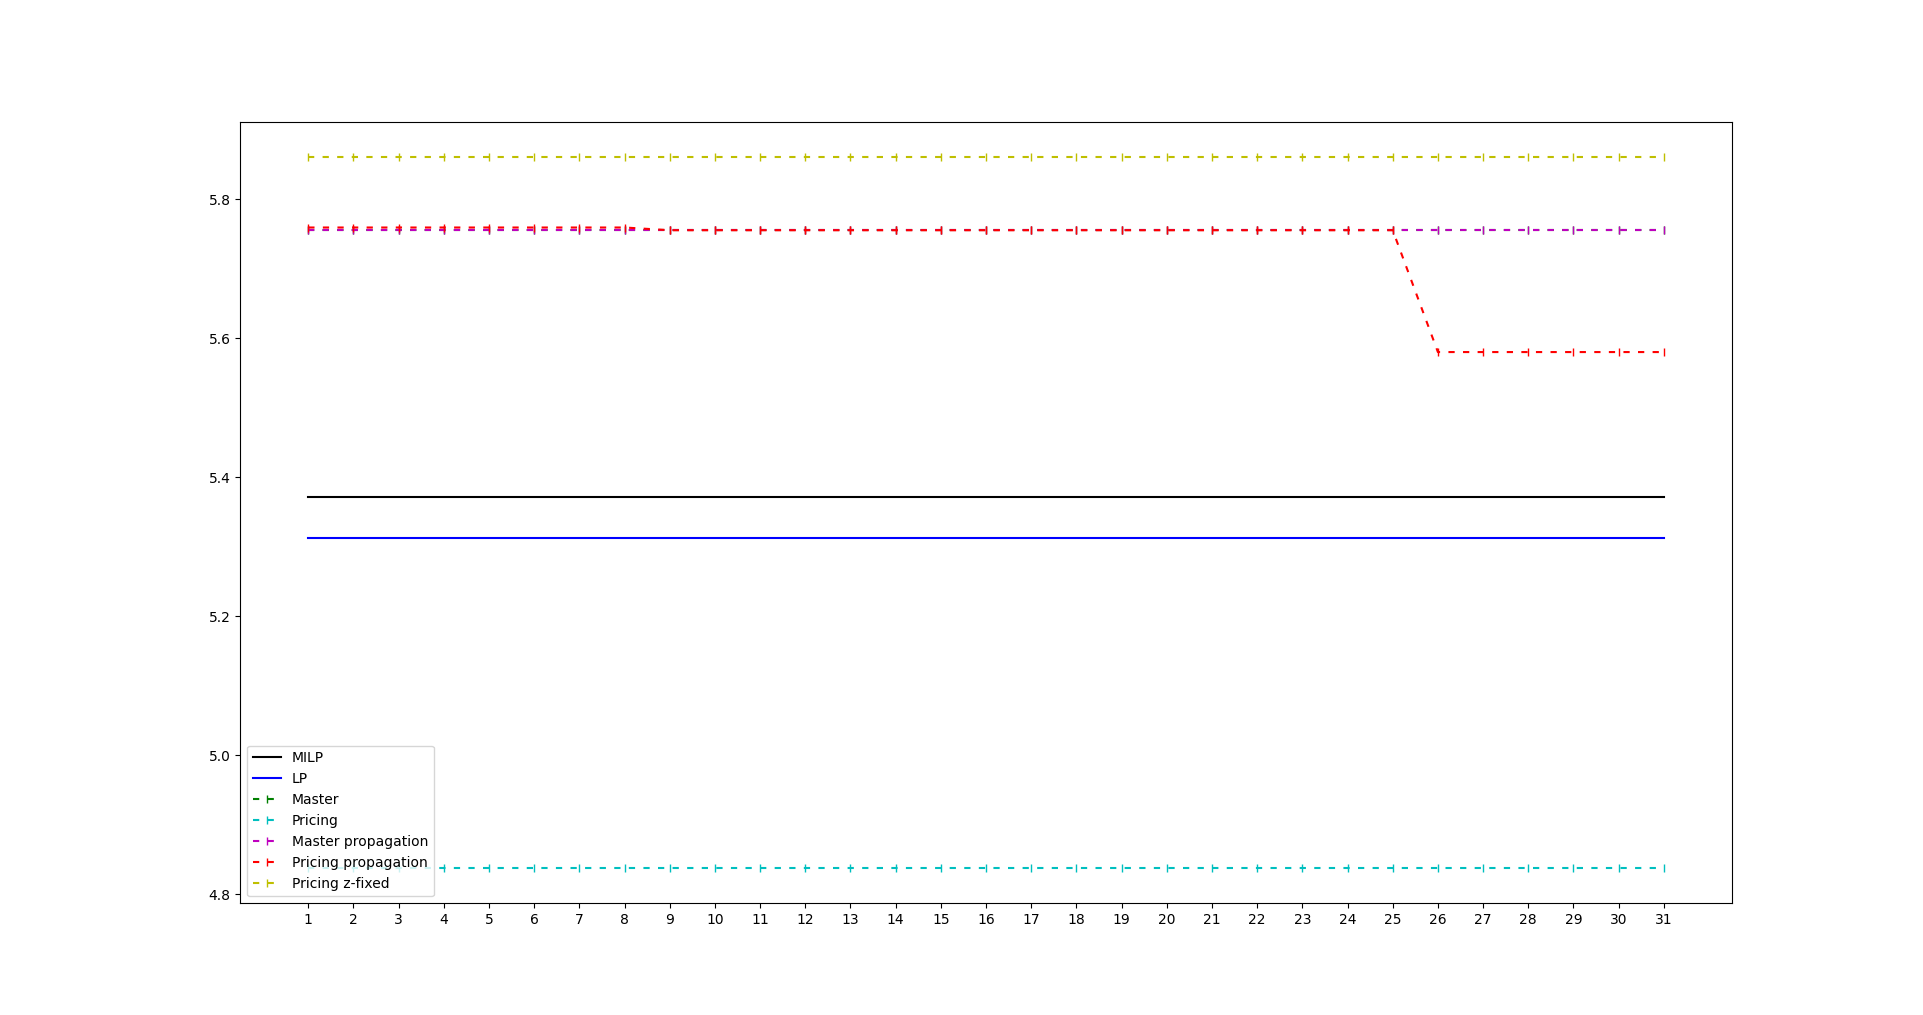 5.8
5.6
5.4
5.2
5.0
4.8
MILP
LP
Master
Pricing
Master propagation
Pricing propagation
Pricing z-fixed
1 2 3 4 5 6 7 8 9 10 11 12 13 14 15 16 17 18 19 20 21 22 23 24 25 26 27 28 29 30 31